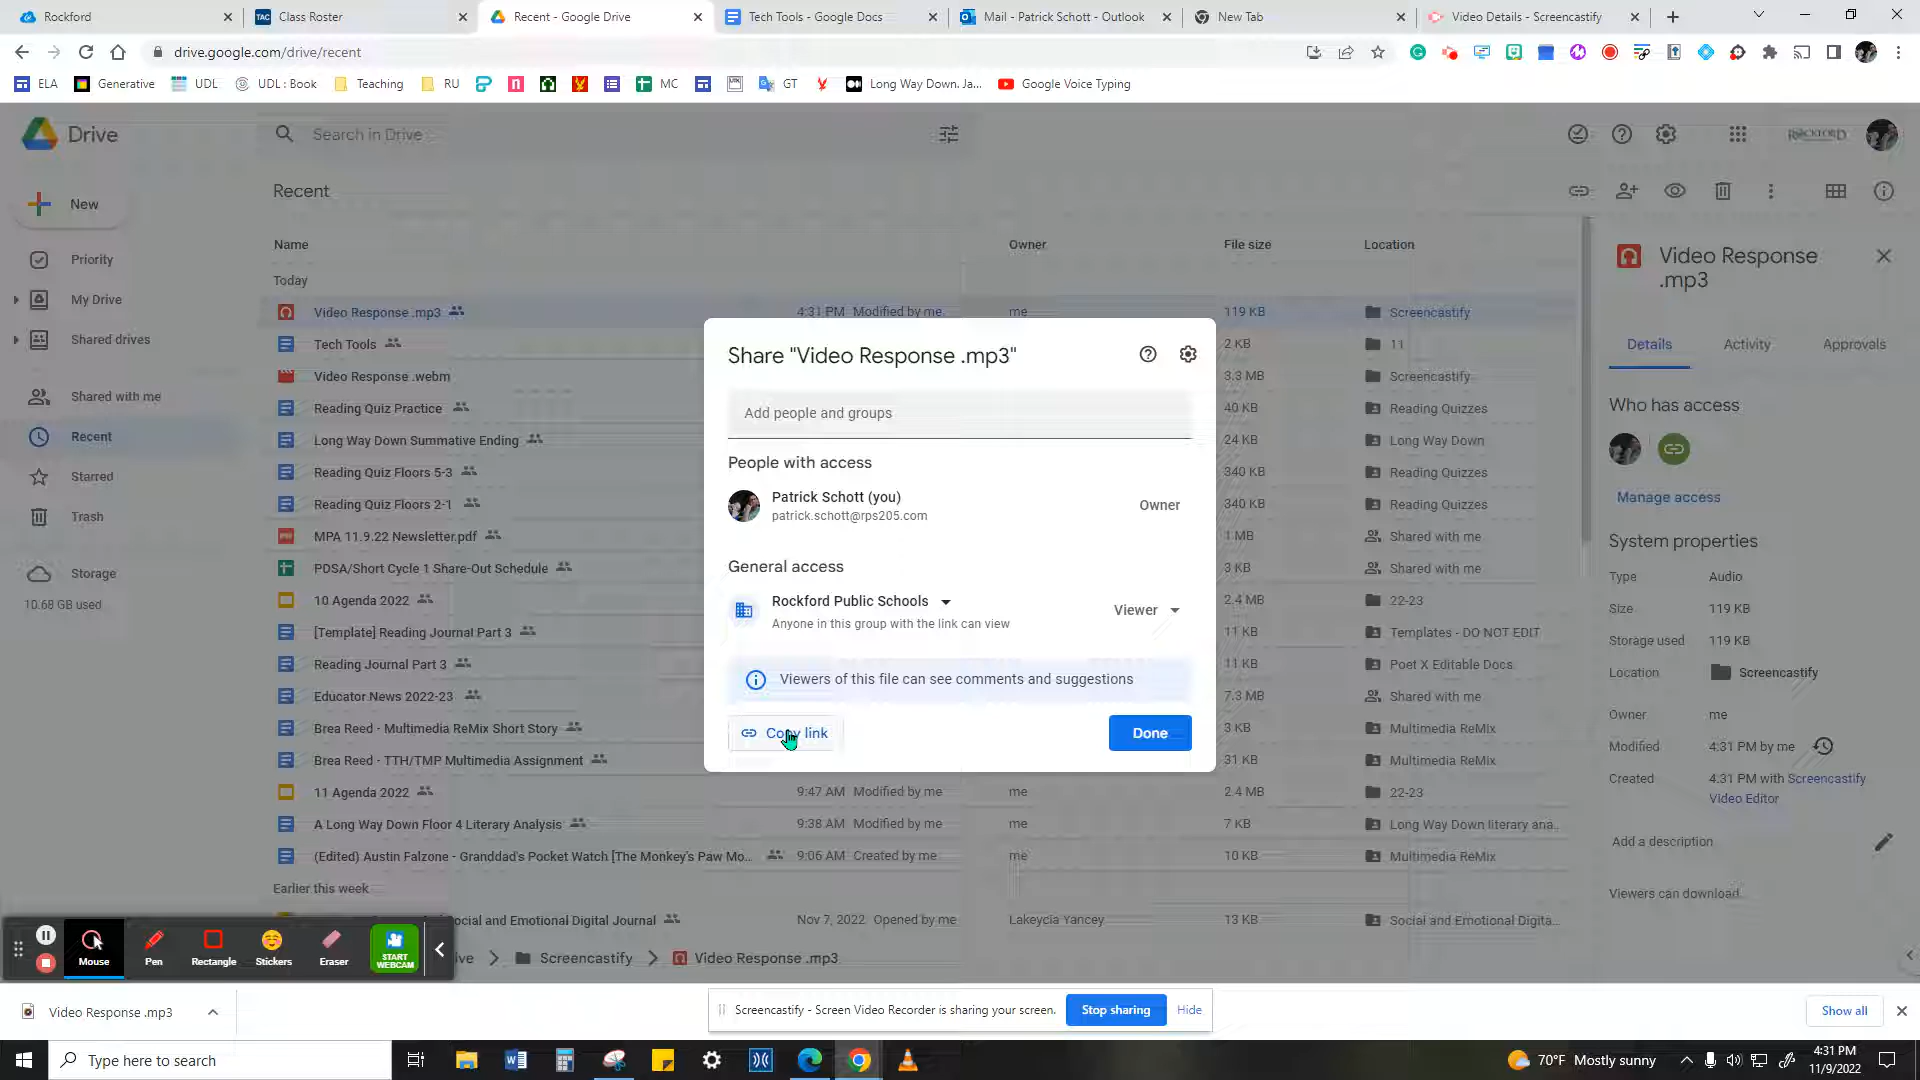 Rockford
Class Roster
Recent - Google Drive
Tech Tools - Google Docs
Mail - Patrick Schott - Outlook
New Tab
Video Details - Screencastify
drive.google.com/drive/recent
ELA
Generative
UDL
UDL : Book
Teaching
RU
MC
GT
Long Way Down. Ja...
Google Voice Typing
Drive
Search in Drive
ROCKFORD
New
Priority
My Drive
Shared drives
Shared with me
Recent
Starred
Trash
Storage
10.68 GB used
Recent
Name
Owner
File size
Location
Today
Video Response .mp3 4:31 PM Modified by me me 119 KB Screencastify
Tech Tools 2 KB 11
Video Response .webm 3.3 MB Screencastify
Reading Quiz Practice 40 KB Reading Quizzes
Long Way Down Summative Ending 24 KB Long Way Down
Reading Quiz Floors 5-3 340 KB Reading Quizzes
Reading Quiz Floors 2-1 340 KB Reading Quizzes
MPA 11.9.22 Newsletter.pdf 1 MB Shared with me
PDSA/Short Cycle 1 Share-Out Schedule 3 KB Shared with me
10 Agenda 2022 2.4 MB 22-23
[Template] Reading Journal Part 3 11 KB Templates - DO NOT EDIT
Reading Journal Part 3 11 KB Poet X Editable Docs
Educator News 2022-23 7.3 MB Shared with me
Brea Reed - Multimedia ReMix Short Story 3 KB Multimedia ReMix
Brea Reed - TTH/TMP Multimedia Assignment 31 KB Multimedia ReMix
11 Agenda 2022 9:47 AM Modified by me me 2.4 MB 22-23
A Long Way Down Floor 4 Literary Analysis 9:38 AM Modified by me me 7 KB Long Way Down literary ana...
(Edited) Austin Falzone - Granddad's Pocket Watch [The Monkey's Paw Mo... 9:06 AM Created by me me 10 KB Multimedia ReMix
Earlier this week
ocial and Emotional Digital Journal Nov 7, 2022 Opened by me Lakeycia Yancey 13 KB Social and Emotional Digita...
ve Screencastify Video Response .mp3
Share "Video Response .mp3"
Add people and groups
People with access
Patrick Schott (you)
patrick.schott@rps205.com
Owner
General access
Rockford Public Schools
Anyone in this group with the link can view
Viewer
Viewers of this file can see comments and suggestions
Copy link
Done
Video Response
.mp3
Details
Activity
Approvals
Who has access
Manage access
System properties
Type Audio
Size 119 KB
Storage used 119 KB
Location Screencastify
Owner me
Modified 4:31 PM by me
Created 4:31 PM with Screencastify
Video Editor
Add a description
Viewers can download
Mouse
Pen
Rectangle
Stickers
Eraser
START
WEBCAM
Video Response .mp3
Screencastify - Screen Video Recorder is sharing your screen.
Stop sharing
Hide
Show all
Type here to search
70°F Mostly sunny
4:31 PM
11/9/2022